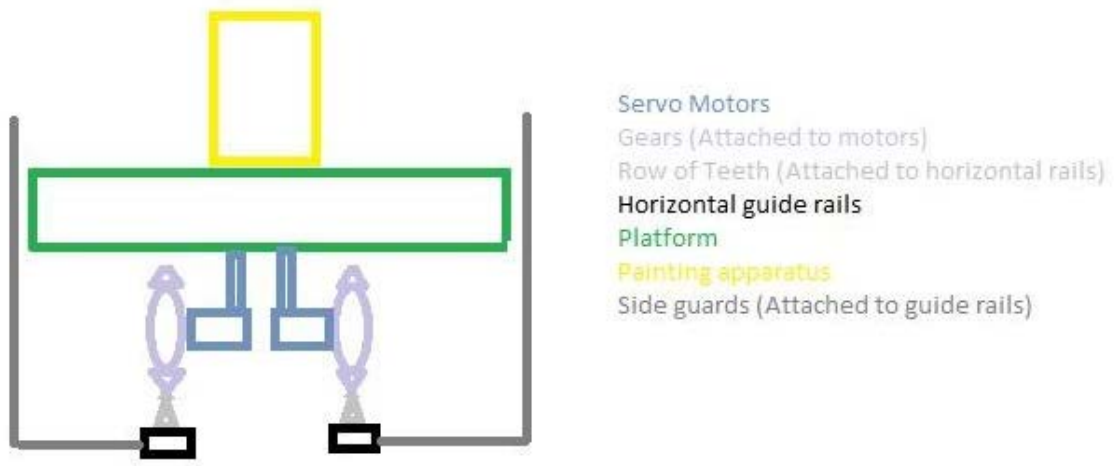 Servo Motors
Gears (Attached to motors)
Row of Teeth (Attached to horizontal rails)
Horizontal guide rails
Platform
Painting apparatus
Side guards (Attached to guide rails)